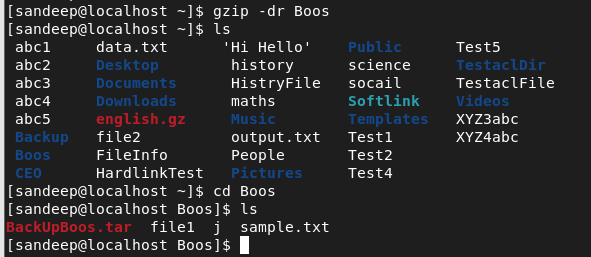 [sandeep@localhost ~]$ gzip -dr Boos
[sandeep@localhost ~]$ ls
abc1 data.txt 'Hi Hello' Public Test5
abc2 Desktop history science TestaclDir
abc3 Documents HistryFile socail TestaclFile
abc4 Downloads maths Softlink Videos
abc5 english.gz Music Templates XYZ3abc
Backup file2 output.txt Test1 XYZ4abc
Boos FileInfo People Test2
CEO HardlinkTest Pictures Test4
[sandeep@localhost ~]$ cd Boos
[sandeep@localhost Boos]$ ls
BackUpBoos.tar file1 j sample.txt
[sandeep@localhost Boos]$